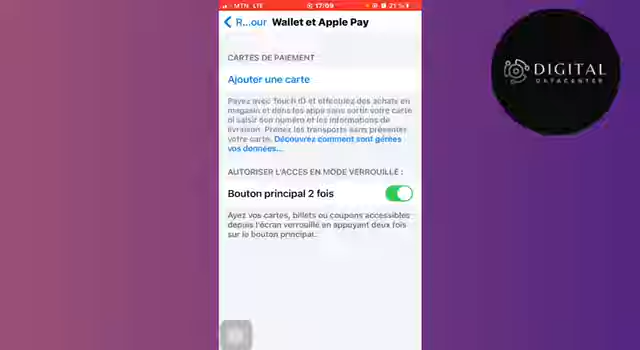 MTN LTE 17:09 21 %
R...our Wallet et Apple Pay
CARTES DE PAIEMENT
Ajouter une carte
Payez avec Touch ID et effectuez des achats en
magasin et dans les apps sans sortir votre carte
ni saisir son numéro et les informations de
livraison. Prenez les transports sans présenter
votre carte. Découvrez comment sont gérées
vos données...
AUTORISER L'ACCÈS EN MODE VERROUILLÉ :
Bouton principal 2 fois
Ayez vos cartes, billets ou coupons accessibles
depuis l'écran verrouillé en appuyant deux fois
sur le bouton principal.
DIGITAL
DATACENTER